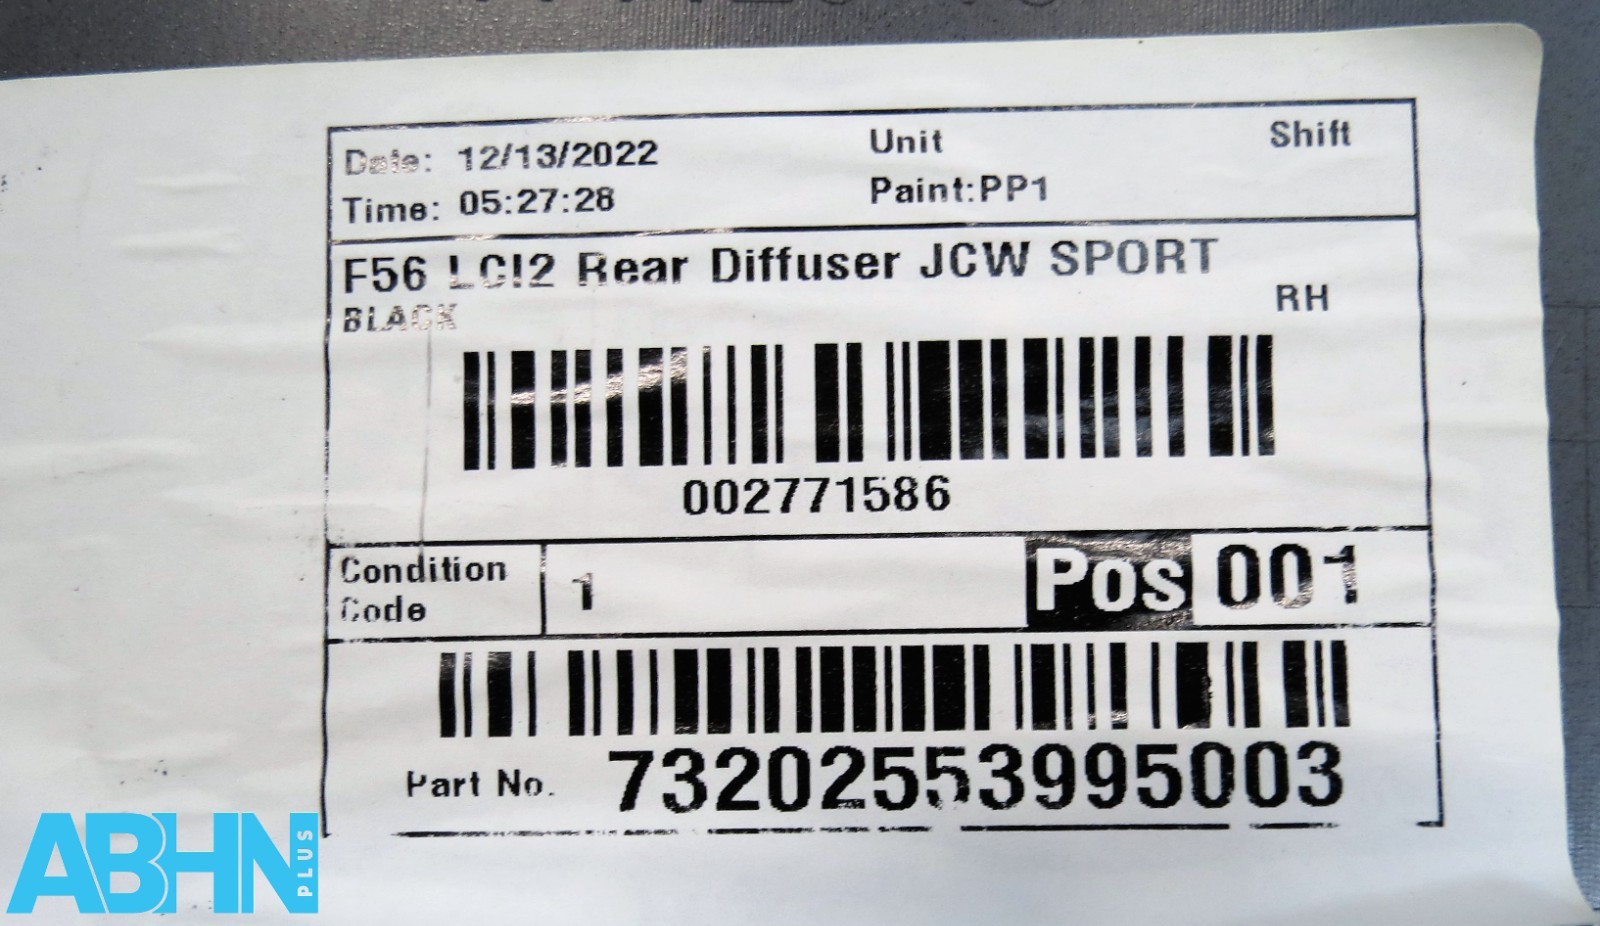 Date: 12/13/2022 Unit Shift
Time: 05:27:28 Paint:PP1
F56 LCI2 Rear Diffuser JCW SPORT
BLACK RH
002771586
Condition Code 1 Pos 001
Part No. 73202553995003
ABHN PLUS